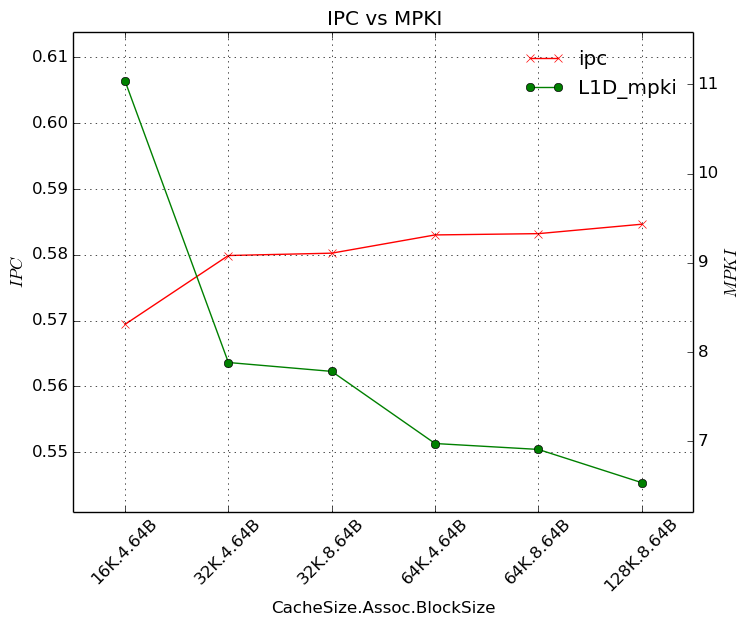 IPC vs MPKI
ipc
L1D_mpki
0.61
0.60
0.59
0.58
0.57
0.56
0.55
IPC
11
10
9
8
7
MPKI
16K.4.64B
32K.4.64B
32K.8.64B
64K.4.64B
64K.8.64B
128K.8.64B
CacheSize.Assoc.BlockSize